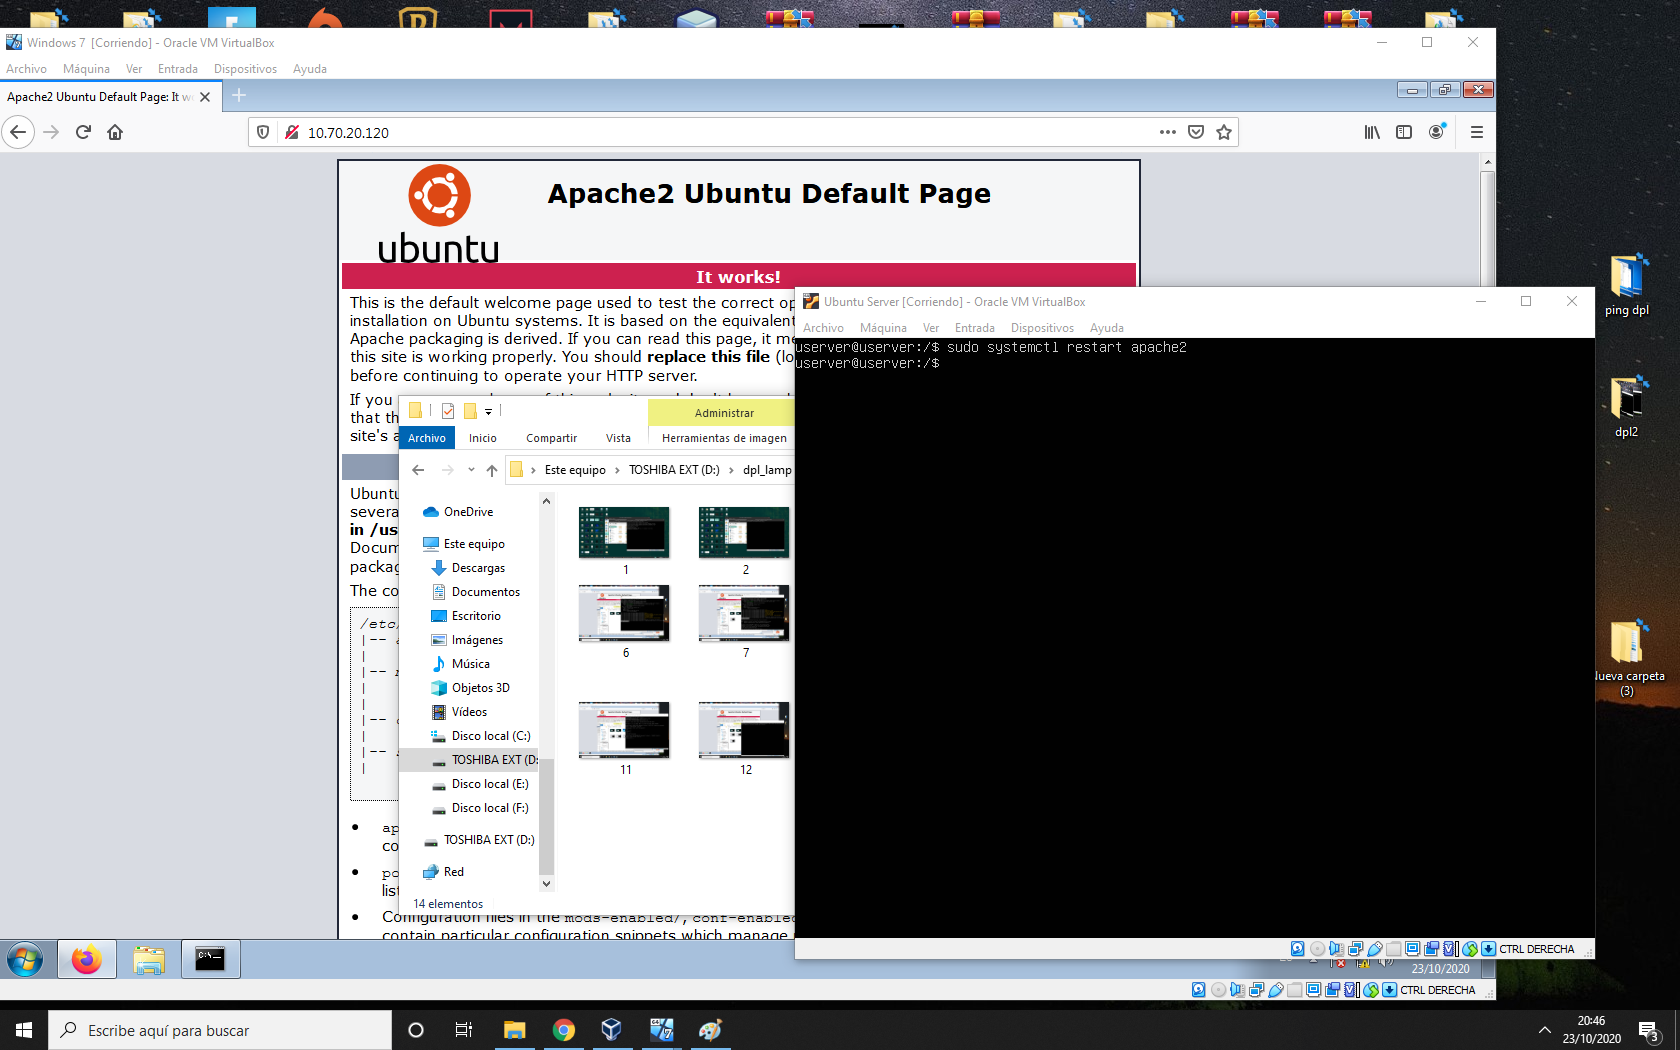 Windows 7 [Corriendo] - Oracle VM VirtualBox
Archivo Máquina Ver Entrada Dispositivos Ayuda
Apache2 Ubuntu Default Page: It w
10.70.20.120
ubuntu
Apache2 Ubuntu Default Page
It works!
This is the default welcome page used to test the correct op
installation on Ubuntu systems. It is based on the equivalent
Apache packaging is derived. If you can read this page, it me
this site is working properly. You should replace this file (lo
before continuing to operate your HTTP server.
If you
that th
site's a
Ubuntu
severa
in /us
Docum
packag
The co
/etc/
|--
|
|--
|
|
|--
|
|--
|
ap
co
po
list
Configuration files in the mods-enabled/, conf-enabled
contain particular configuration snippets which manage
Administrar
Archivo Inicio Compartir Vista Herramientas de imagen
Este equipo › TOSHIBA EXT (D:) › dpl_lamp
OneDrive
Este equipo
Descargas
Documentos
Escritorio
Imágenes
Música
Objetos 3D
Vídeos
Disco local (C:)
TOSHIBA EXT (D:
Disco local (E:)
Disco local (F:)
TOSHIBA EXT (D:)
Red
1 2
6 7
11 12
14 elementos
Ubuntu Server [Corriendo] - Oracle VM VirtualBox
Archivo Máquina Ver Entrada Dispositivos Ayuda
userver@userver:/$ sudo systemctl restart apache2
userver@userver:/$
CTRL DERECHA
23/10/2020
CTRL DERECHA
ping dpl
dpl2
Nueva carpeta
(3)
C:\
Escribe aquí para buscar
20:46
23/10/2020
3